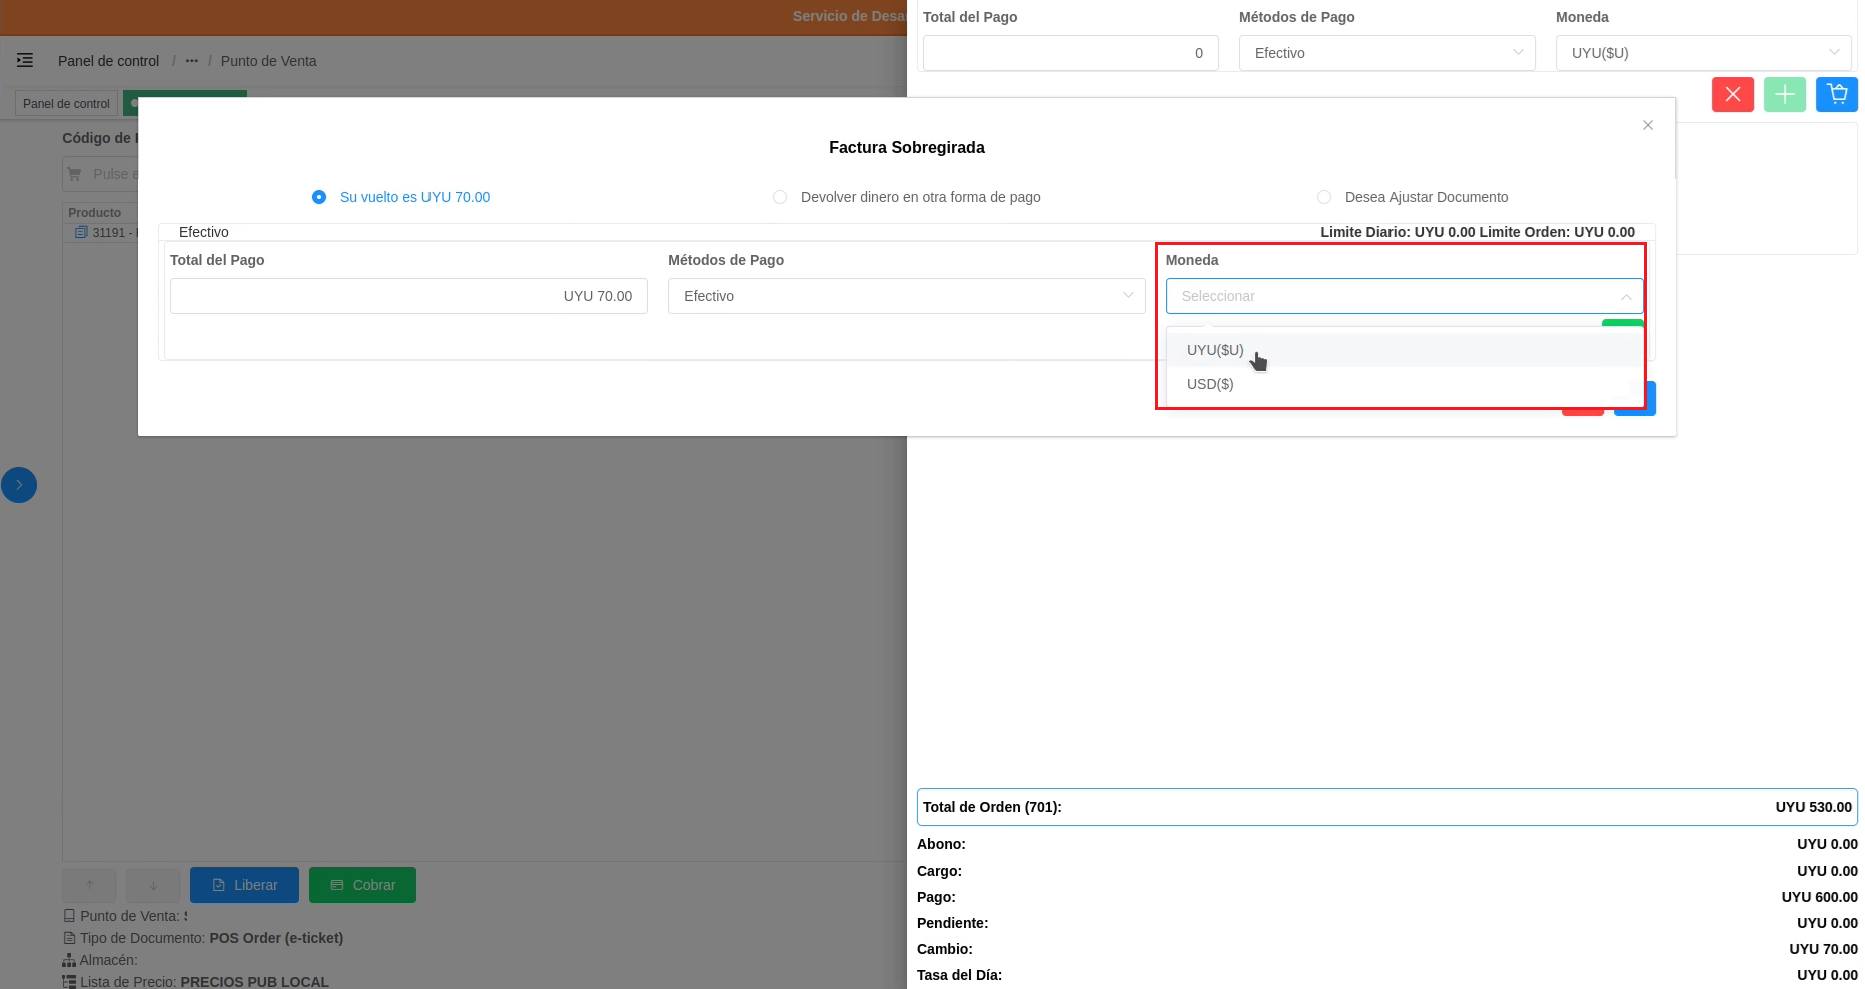 Servicio de Desar
Panel de control / ••• / Punto de Venta
Panel de control
Código de
Pulse e
Producto
31191 -
Total del Pago Métodos de Pago Moneda
0 Efectivo UYU($U)
Factura Sobregirada
Su vuelto es UYU 70.00 Devolver dinero en otra forma de pago Desea Ajustar Documento
Efectivo Limite Diario: UYU 0.00 Limite Orden: UYU 0.00
Total del Pago Métodos de Pago Moneda
UYU 70.00 Efectivo Seleccionar
UYU($U)
USD($)
Total de Orden (701): UYU 530.00
Abono: UYU 0.00
Cargo: UYU 0.00
Pago: UYU 600.00
Pendiente: UYU 0.00
Cambio: UYU 70.00
Tasa del Día: UYU 0.00
Liberar Cobrar
Punto de Venta:
Tipo de Documento: POS Order (e-ticket)
Almacén:
Lista de Precio: PRECIOS PUB LOCAL